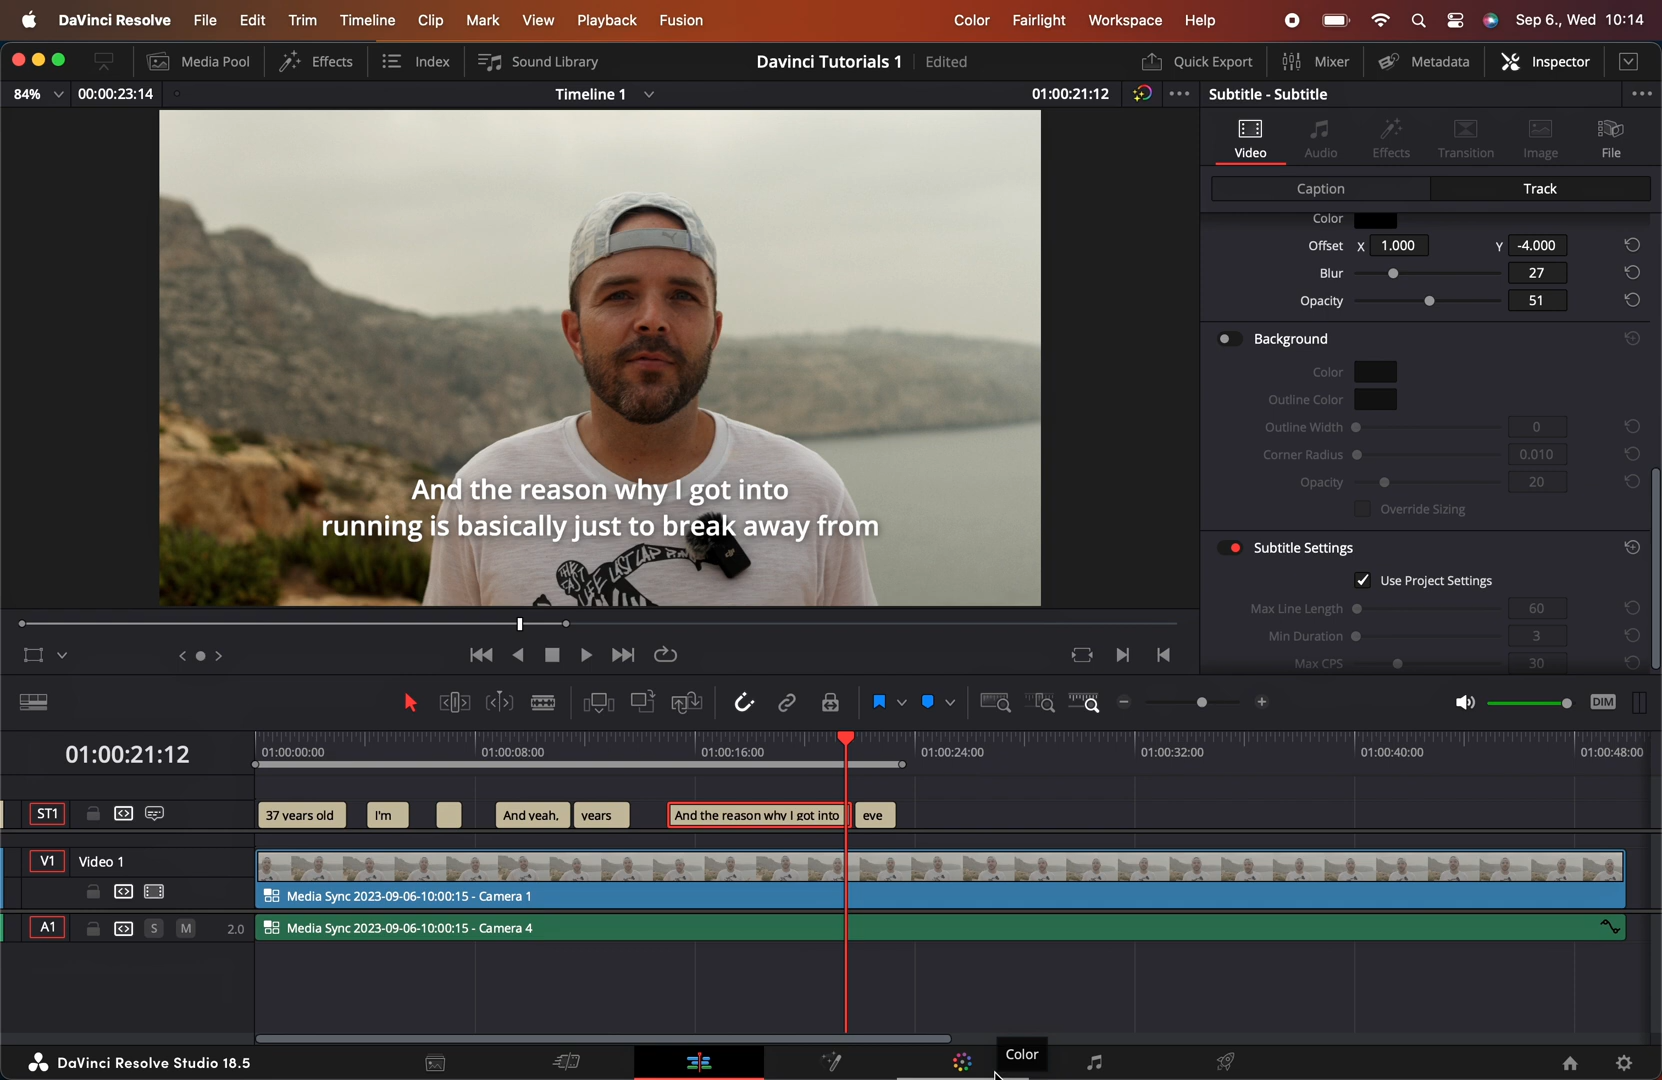 DaVinci Resolve File Edit Trim Timeline Clip Mark View Playback Fusion Color Fairlight Workspace Help Sep 6., Wed 10:14
Media Pool Effects Index Sound Library Davinci Tutorials 1 Edited Quick Export Mixer Metadata Inspector
84% 00:00:23:14 Timeline 1 01:00:21:12 Subtitle - Subtitle
Video Audio Effects Transition Image File
Caption Track
Color
Offset X 1.000 Y -4.000
Blur 27
Opacity 51
Background
Color
Outline Color
Outline Width 0
Corner Radius 0.010
Opacity 20
Override Sizing
Subtitle Settings
Use Project Settings
Max Line Length 60
Min Duration 3
Max CPS 30
And the reason why I got into
running is basically just to break away from
DIM
01:00:21:12 01:00:00:00 01:00:08:00 01:00:16:00 01:00:24:00 01:00:32:00 01:00:40:00 01:00:48:00
ST1 37 years old I'm And yeah, years And the reason why I got into eve
V1 Video 1
Media Sync 2023-09-06-10:00:15 - Camera 1
A1 S M 2.0 Media Sync 2023-09-06-10:00:15 - Camera 4
Color
DaVinci Resolve Studio 18.5